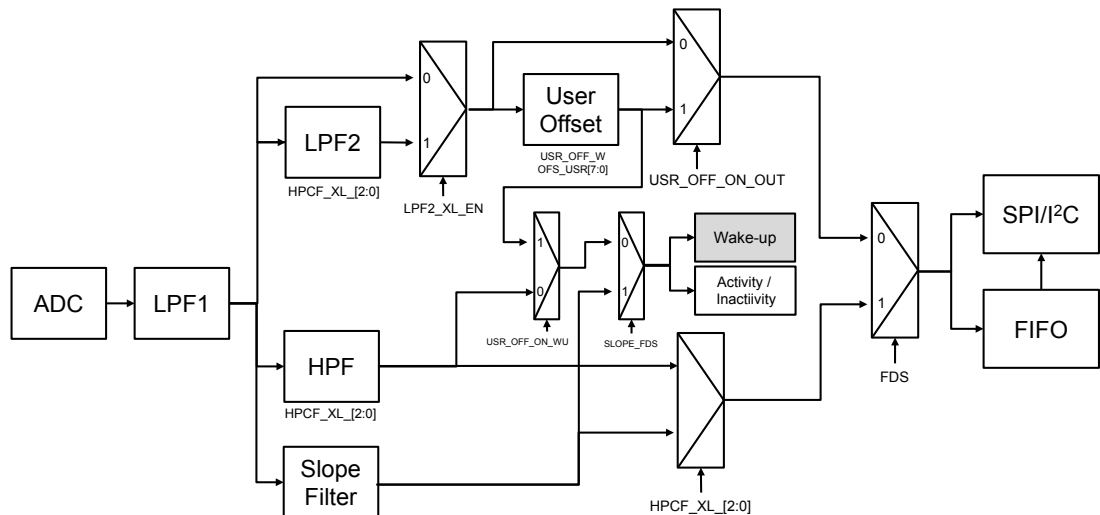 0
1
LPF2
HPCF_XL_[2:0]
LPF2_XL_EN
User
Offset
USR_OFF_W
OFS_USR[7:0]
0
1
USR_OFF_ON_OUT
1
0
USR_OFF_ON_WU
0
1
SLOPE_FDS
Wake-up
Activity /
Inactiivity
ADC
LPF1
HPF
HPCF_XL_[2:0]
Slope
Filter
HPCF_XL_[2:0]
0
1
FDS
SPI/I²C
FIFO